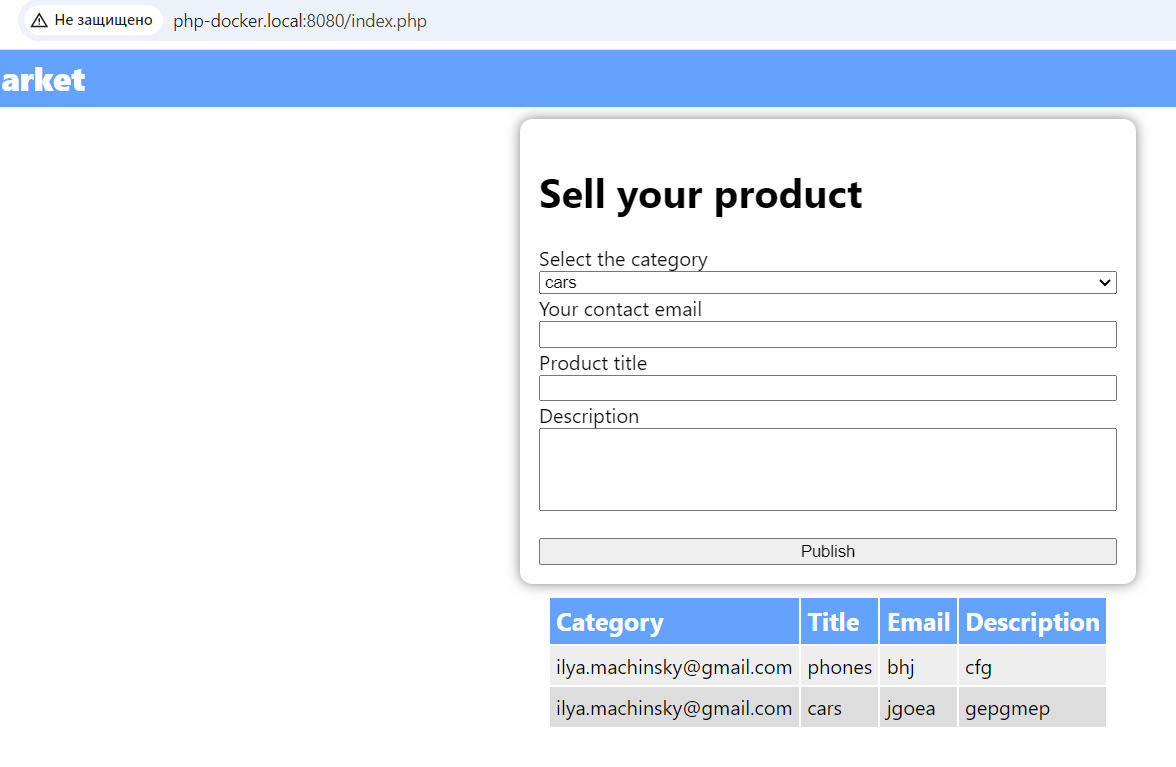 Не защищено php-docker.local:8080/index.php
arket
Sell your product
Select the category
cars
Your contact email
Product title
Description
Publish
Category Title Email Description
ilya.machinsky@gmail.com phones bhj cfg
ilya.machinsky@gmail.com cars jgoea gepgmep